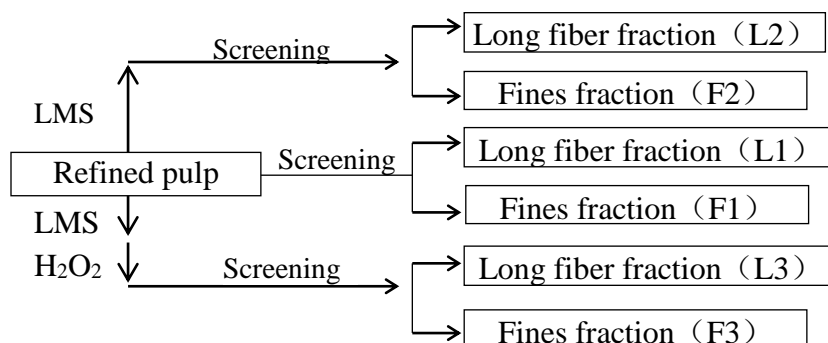 Screening
Long fiber fraction（L2）
Fines fraction（F2）
LMS
Refined pulp
Screening
Long fiber fraction（L1）
Fines fraction（F1）
LMS
H₂O₂
Screening
Long fiber fraction（L3）
Fines fraction（F3）